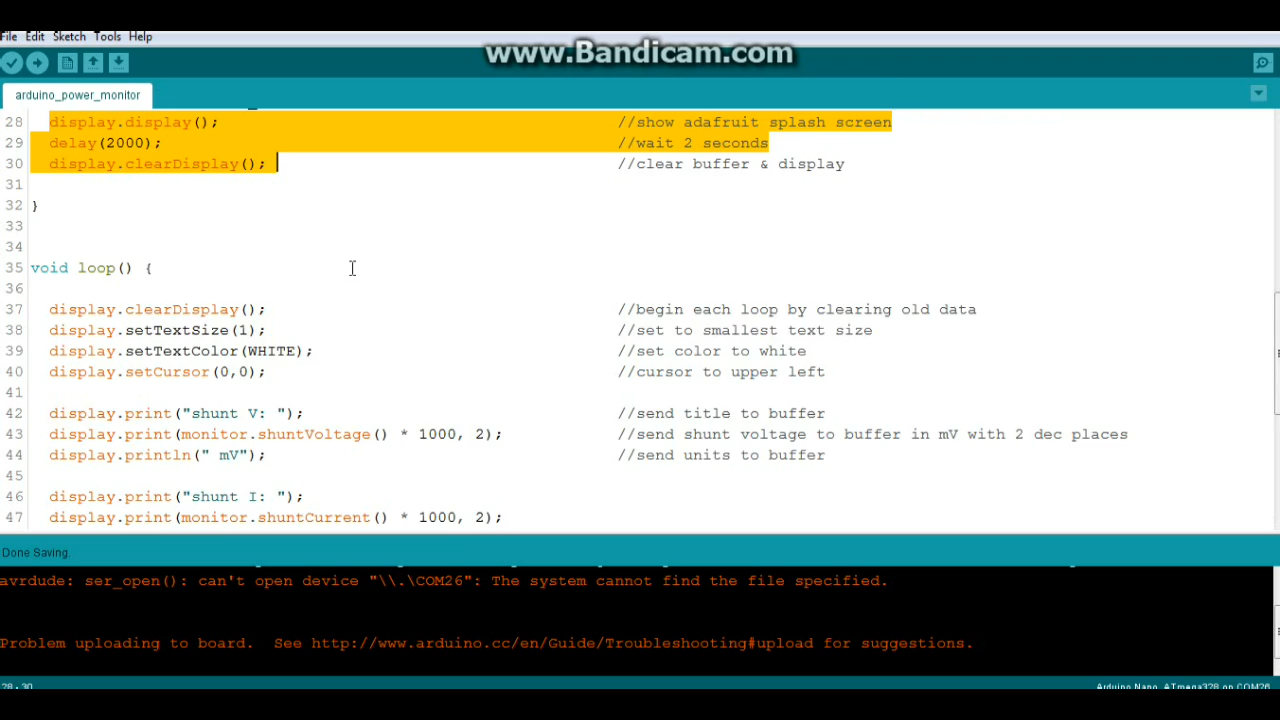 www.Bandicam.com
File Edit Sketch Tools Help
arduino_power_monitor
28 display.display(); //show adafruit splash screen
29 delay(2000); //wait 2 seconds
30 display.clearDisplay(); //clear buffer & display
31
32 }
33
34
35 void loop() {
36
37 display.clearDisplay(); //begin each loop by clearing old data
38 display.setTextSize(1); //set to smallest text size
39 display.setTextColor(WHITE); //set color to white
40 display.setCursor(0,0); //cursor to upper left
41
42 display.print("shunt V: "); //send title to buffer
43 display.print(monitor.shuntVoltage() * 1000, 2); //send shunt voltage to buffer in mV with 2 dec places
44 display.println(" mV"); //send units to buffer
45
46 display.print("shunt I: ");
47 display.print(monitor.shuntCurrent() * 1000, 2);
Done Saving.
avrdude: ser_open(): can't open device "\\.\COM26": The system cannot find the file specified.
Problem uploading to board. See http://www.arduino.cc/en/Guide/Troubleshooting#upload for suggestions.
28 - 30 Arduino Nano, ATmega328 on COM26